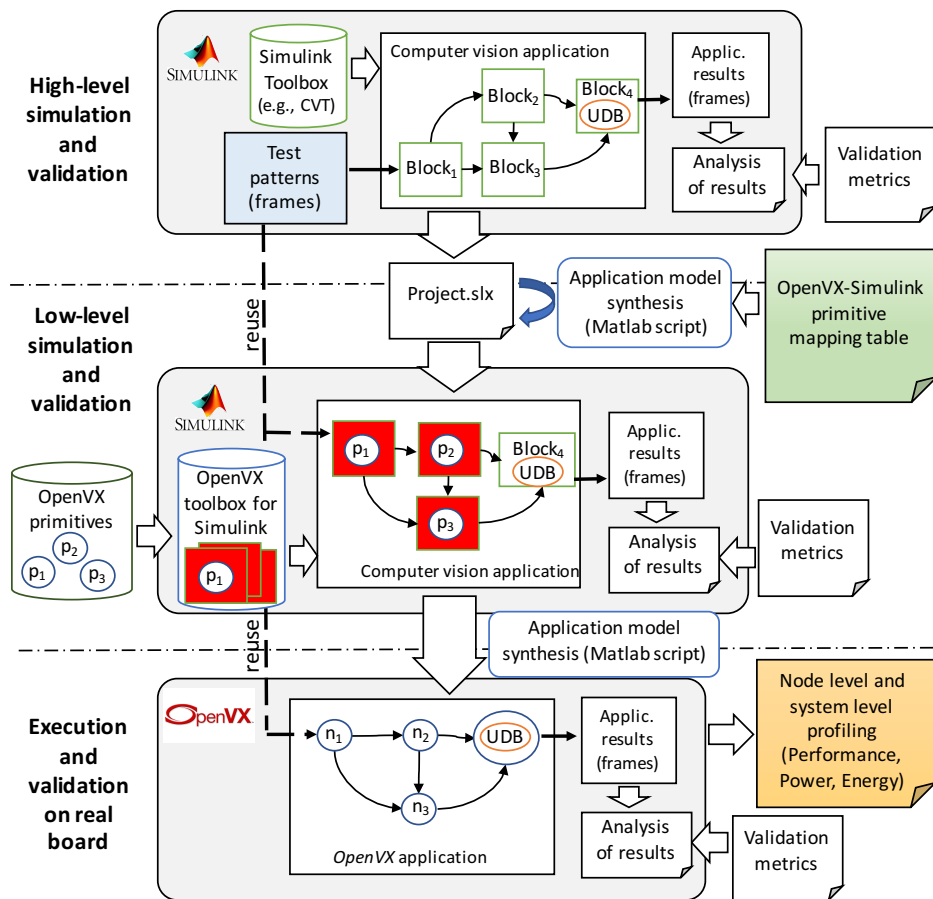 High-level
simulation
and
validation
SIMULINK
Simulink
Toolbox
(e.g., CVT)
Test
patterns
(frames)
Computer vision application
Block1
Block2
Block3
Block4
UDB
Applic.
results
(frames)
Analysis
of results
Validation
metrics
reuse
Project.slx
Application model
synthesis
(Matlab script)
OpenVX-Simulink
primitive
mapping table
Low-level
simulation
and
validation
SIMULINK
OpenVX
primitives
p2
p1
p3
OpenVX
toolbox for
Simulink
p1
p1
p2
p3
Block4
UDB
Computer vision application
Applic.
results
(frames)
Analysis
of results
Validation
metrics
reuse
Application model
synthesis (Matlab script)
Execution
and
validation
on real
board
OpenVX
n1
n2
n3
UDB
OpenVX application
Applic.
results
(frames)
Analysis
of results
Validation
metrics
Node level and
system level
profiling
(Performance,
Power, Energy)